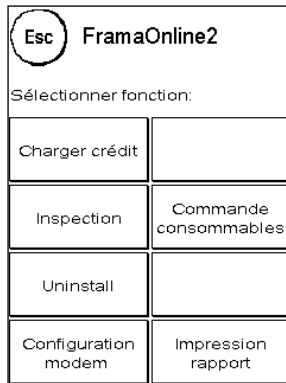 Esc FramaOnline2
Sélectionner fonction:
Charger crédit
Inspection
Commande
consommables
Uninstall
Configuration
modem
Impression
rapport